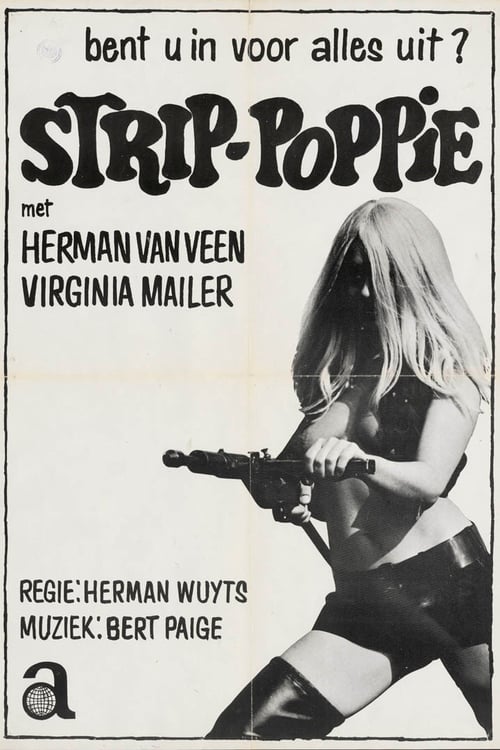 bent u in voor alles uit?
STRIP-POPPiE
met
HERMAN VAN VEEN
VIRGINIA MAILER
REGIE: HERMAN WUYTS
MUZIEK: BERT PAIGE
a